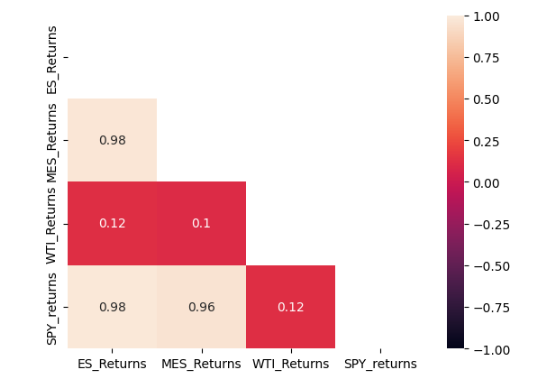 ES_Returns
MES_Returns
WTI_Returns
SPY_returns
0.98
0.12 0.1
0.98 0.96 0.12
ES_Returns MES_Returns WTI_Returns SPY_returns
1.00
0.75
0.50
0.25
0.00
−0.25
−0.50
−0.75
−1.00